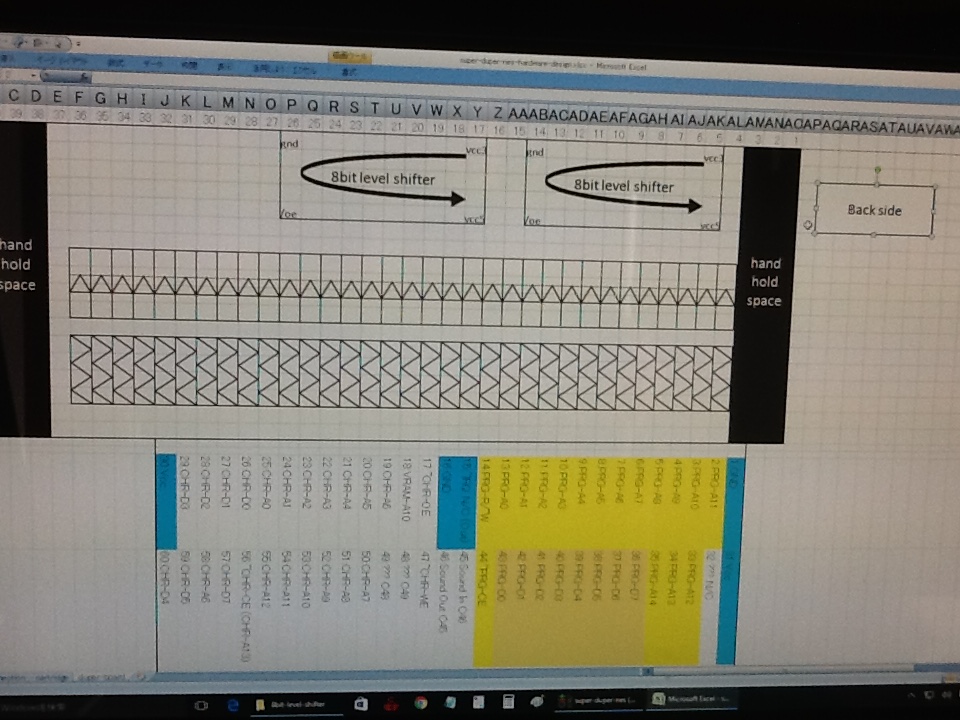 super-duper-nes-hardware-design.xlsx - Microsoft Excel
C D E F G H I J K L M N O P Q R S T U V W X Y Z AA AB AC AD AE AF AG AH AI AJ AK AL AM AN AO AP AQ AR AS AT AU AV AW
39 38 37 36 35 34 33 32 31 30 29 28 27 26 25 24 23 22 21 20 19 18 17 16 15 14 13 12 11 10 9 8 7 6 5 4 3 2 1
gnd
vcc3
8bit level shifter
/oe
vcc5
gnd
vcc3
8bit level shifter
/oe
vcc5
Back side
hand
hold
space
hand
hold
space
30 Vcc
29 CHR-D3
28 CHR-D2
27 CHR-D1
26 CHR-D0
25 CHR-A0
24 CHR-A1
23 CHR-A2
22 CHR-A3
21 CHR-A4
20 CHR-A5
19 CHR-A6
18 VRAM-A10
17 *CHR-OE
16 GND
14 PRG-R/*W
13 PRG-A0
12 PRG-A1
11 PRG-A2
10 PRG-A3
9 PRG-A4
8 PRG-A5
7 PRG-A6
6 PRG-A7
5 PRG-A8
4 PRG-A9
3 PRG-A10
2 PRG-A11
1 GND
60 CHR-D4
59 CHR-D5
58 CHR-D6
57 CHR-D7
56 *CHR-CE (CHR-A13)
55 CHR-A12
54 CHR-A11
53 CHR-A10
52 CHR-A9
51 CHR-A8
50 CHR-A7
49 ??? C48
48 ??? C49
47 *CHR-WE
46 Sound Out C45
45 Sound In C46
44 *PRG-CE
43 PRG-D0
42 PRG-D1
41 PRG-D2
40 PRG-D3
39 PRG-D4
38 PRG-D5
37 PRG-D6
36 PRG-D7
35 PRG-A14
34 PRG-A13
33 PRG-A12
32 ??? N/C
31 Vcc
8bit-level-shifter
super-duper-nes
Microsoft Excel - s...